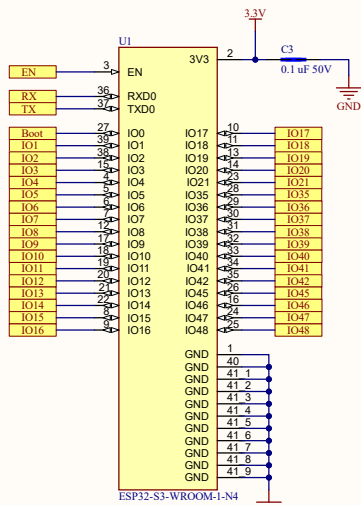 3.3V
U1
C3
3V3 2
0.1 uF 50V
GND
EN 3 EN
RX 36 RXD0
TX 37 TXD0
Boot 27 IO0 IO17 10 IO17
IO1 39 IO1 IO18 11 IO18
IO2 38 IO2 IO19 13 IO19
IO3 15 IO3 IO20 14 IO20
IO4 4 IO4 IO21 23 IO21
IO5 5 IO5 IO35 28 IO35
IO6 6 IO6 IO36 29 IO36
IO7 7 IO7 IO37 30 IO37
IO8 12 IO8 IO38 31 IO38
IO9 17 IO9 IO39 32 IO39
IO10 18 IO10 IO40 33 IO40
IO11 19 IO11 IO41 34 IO41
IO12 20 IO12 IO42 35 IO42
IO13 21 IO13 IO45 26 IO45
IO14 22 IO14 IO46 16 IO46
IO15 8 IO15 IO47 24 IO47
IO16 9 IO16 IO48 25 IO48
GND 1
GND 40
GND 41_1
GND 41_2
GND 41_3
GND 41_4
GND 41_5
GND 41_6
GND 41_7
GND 41_8
GND 41_9
ESP32-S3-WROOM-1-N4